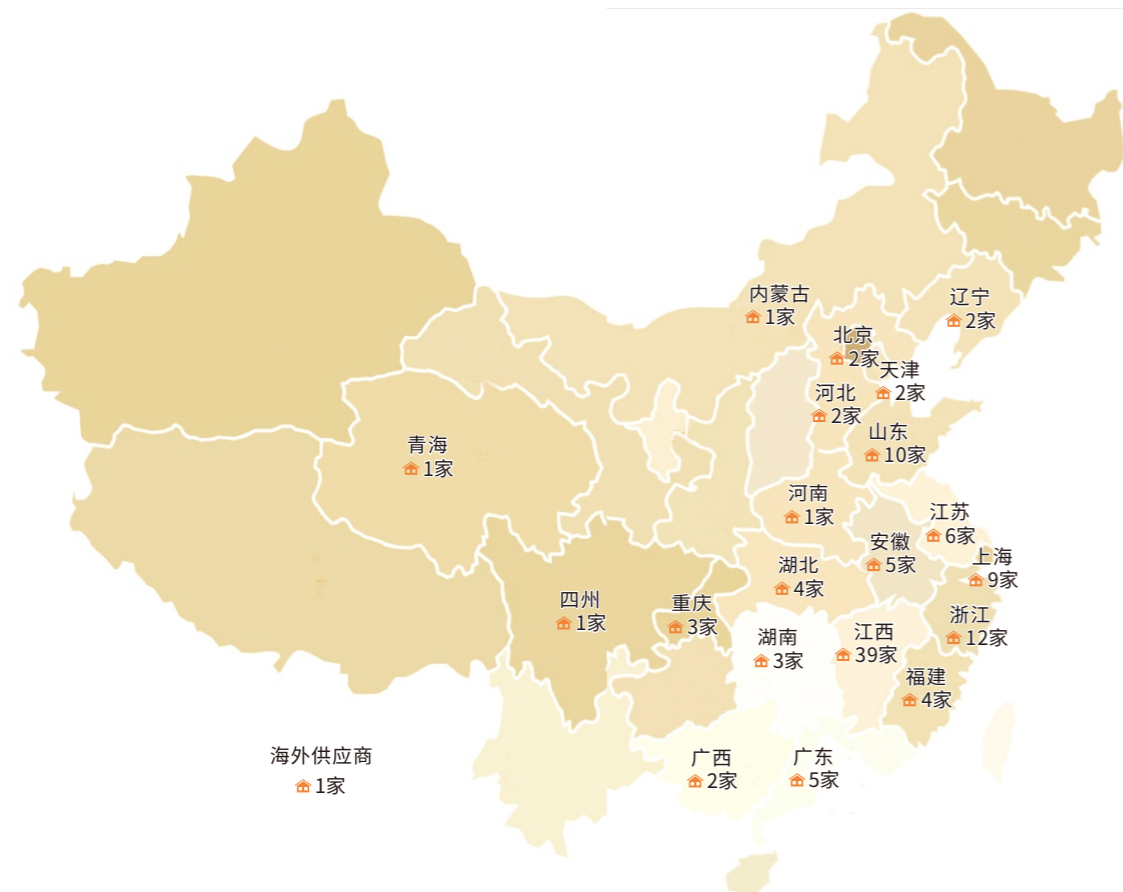 内蒙古
1家
辽宁
2家
北京
2家
天津
2家
河北
2家
山东
10家
青海
1家
河南
1家
江苏
6家
安徽
5家
上海
9家
湖北
4家
四州
1家
重庆
3家
浙江
12家
湖南
3家
江西
39家
福建
4家
海外供应商
1家
广西
2家
广东
5家